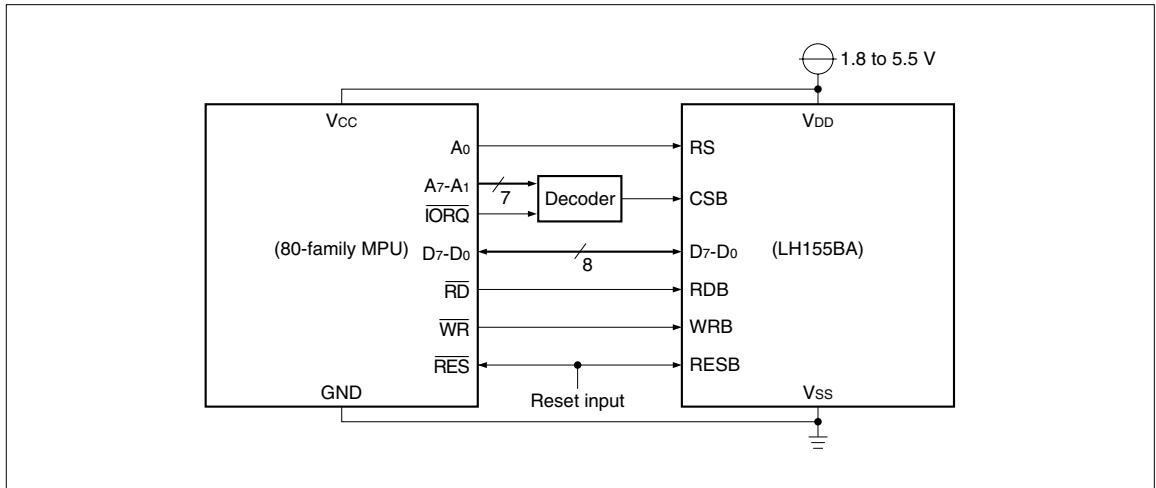 1.8 to 5.5 V
VCC
VDD
A0
RS
A7-A1
7
Decoder
CSB
IORQ
(80-family MPU)
D7-D0
8
D7-D0
(LH155BA)
RD
RDB
WR
WRB
RES
RESB
Reset input
GND
VSS